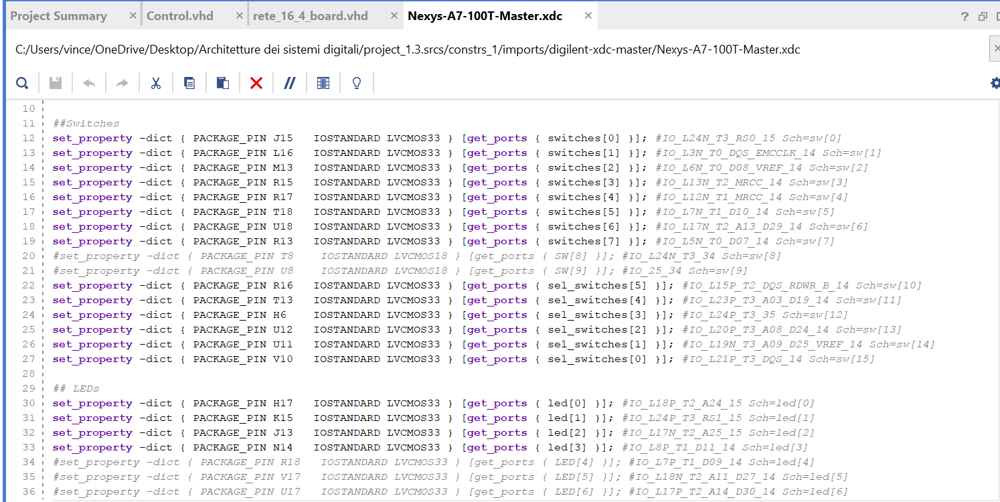 Project Summary × Control.vhd × rete_16_4_board.vhd × Nexys-A7-100T-Master.xdc ×
C:/Users/vince/OneDrive/Desktop/Architetture dei sistemi digitali/project_1.3.srcs/constrs_1/imports/digilent-xdc-master/Nexys-A7-100T-Master.xdc
10
11 ##Switches
12 set_property -dict { PACKAGE_PIN J15 IOSTANDARD LVCMOS33 } [get_ports { switches[0] }]; #IO_L24N_T3_RS0_15 Sch=sw[0]
13 set_property -dict { PACKAGE_PIN L16 IOSTANDARD LVCMOS33 } [get_ports { switches[1] }]; #IO_L3N_T0_DQS_EMCCLK_14 Sch=sw[1]
14 set_property -dict { PACKAGE_PIN M13 IOSTANDARD LVCMOS33 } [get_ports { switches[2] }]; #IO_L6N_T0_D08_VREF_14 Sch=sw[2]
15 set_property -dict { PACKAGE_PIN R15 IOSTANDARD LVCMOS33 } [get_ports { switches[3] }]; #IO_L13N_T2_MRCC_14 Sch=sw[3]
16 set_property -dict { PACKAGE_PIN R17 IOSTANDARD LVCMOS33 } [get_ports { switches[4] }]; #IO_L12N_T1_MRCC_14 Sch=sw[4]
17 set_property -dict { PACKAGE_PIN T18 IOSTANDARD LVCMOS33 } [get_ports { switches[5] }]; #IO_L7N_T1_D10_14 Sch=sw[5]
18 set_property -dict { PACKAGE_PIN U18 IOSTANDARD LVCMOS33 } [get_ports { switches[6] }]; #IO_L17N_T2_A13_D29_14 Sch=sw[6]
19 set_property -dict { PACKAGE_PIN R13 IOSTANDARD LVCMOS33 } [get_ports { switches[7] }]; #IO_L5N_T0_D07_14 Sch=sw[7]
20 #set_property -dict { PACKAGE_PIN T8 IOSTANDARD LVCMOS18 } [get_ports { SW[8] }]; #IO_L24N_T3_34 Sch=sw[8]
21 #set_property -dict { PACKAGE_PIN U8 IOSTANDARD LVCMOS18 } [get_ports { SW[9] }]; #IO_25_34 Sch=sw[9]
22 set_property -dict { PACKAGE_PIN R16 IOSTANDARD LVCMOS33 } [get_ports { sel_switches[5] }]; #IO_L15P_T2_DQS_RDWR_B_14 Sch=sw[10]
23 set_property -dict { PACKAGE_PIN T13 IOSTANDARD LVCMOS33 } [get_ports { sel_switches[4] }]; #IO_L23P_T3_A03_D19_14 Sch=sw[11]
24 set_property -dict { PACKAGE_PIN H6 IOSTANDARD LVCMOS33 } [get_ports { sel_switches[3] }]; #IO_L24P_T3_35 Sch=sw[12]
25 set_property -dict { PACKAGE_PIN U12 IOSTANDARD LVCMOS33 } [get_ports { sel_switches[2] }]; #IO_L20P_T3_A08_D24_14 Sch=sw[13]
26 set_property -dict { PACKAGE_PIN U11 IOSTANDARD LVCMOS33 } [get_ports { sel_switches[1] }]; #IO_L19N_T3_A09_D25_VREF_14 Sch=sw[14]
27 set_property -dict { PACKAGE_PIN V10 IOSTANDARD LVCMOS33 } [get_ports { sel_switches[0] }]; #IO_L21P_T3_DQS_14 Sch=sw[15]
28
29 ## LEDs
30 set_property -dict { PACKAGE_PIN H17 IOSTANDARD LVCMOS33 } [get_ports { led[0] }]; #IO_L18P_T2_A24_15 Sch=led[0]
31 set_property -dict { PACKAGE_PIN K15 IOSTANDARD LVCMOS33 } [get_ports { led[1] }]; #IO_L24P_T3_RS1_15 Sch=led[1]
32 set_property -dict { PACKAGE_PIN J13 IOSTANDARD LVCMOS33 } [get_ports { led[2] }]; #IO_L17N_T2_A25_15 Sch=led[2]
33 set_property -dict { PACKAGE_PIN N14 IOSTANDARD LVCMOS33 } [get_ports { led[3] }]; #IO_L8P_T1_D11_14 Sch=led[3]
34 #set_property -dict { PACKAGE_PIN R18 IOSTANDARD LVCMOS33 } [get_ports { LED[4] }]; #IO_L7P_T1_D09_14 Sch=led[4]
35 #set_property -dict { PACKAGE_PIN V17 IOSTANDARD LVCMOS33 } [get_ports { LED[5] }]; #IO_L18N_T2_A11_D27_14 Sch=led[5]
36 #set_property -dict { PACKAGE_PIN U17 IOSTANDARD LVCMOS33 } [get_ports { LED[6] }]; #IO_L17P_T2_A14_D30_14 Sch=led[6]